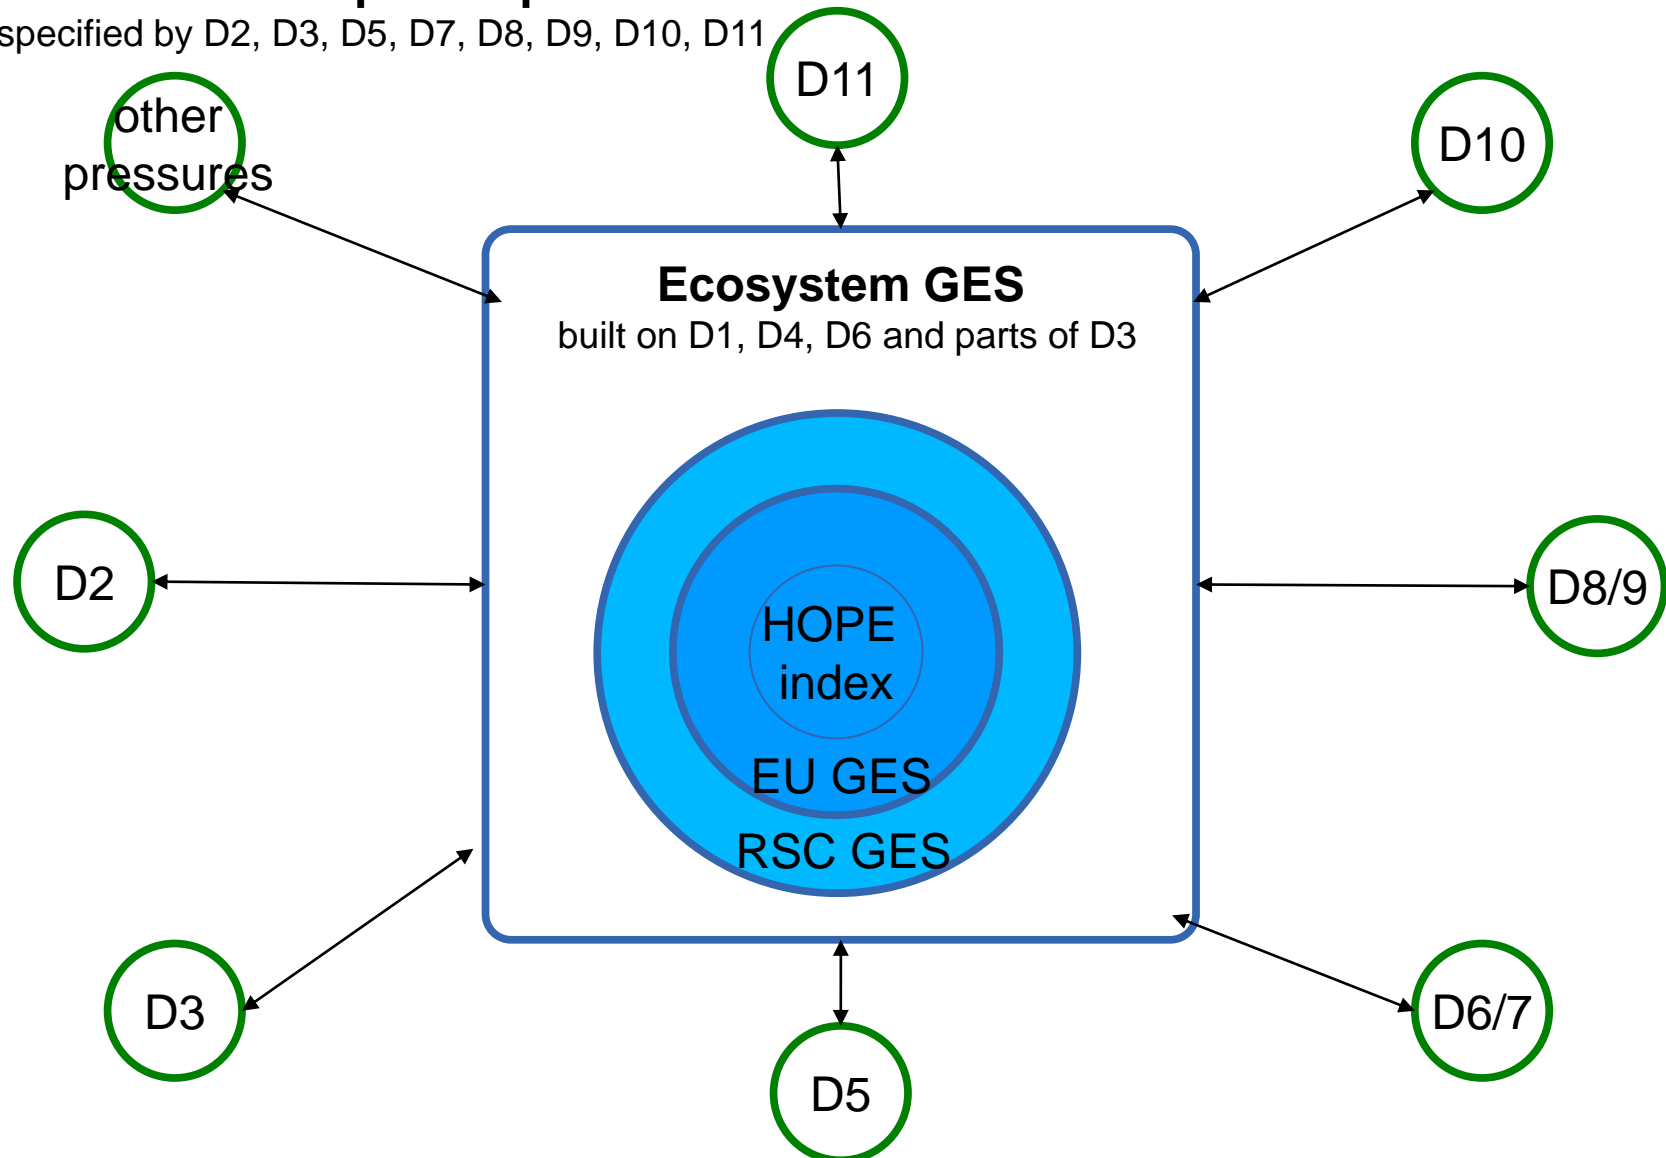 specified by D2, D3, D5, D7, D8, D9, D10, D11
D11
other
pressures
D10
Ecosystem GES
built on D1, D4, D6 and parts of D3
D2
D8/9
HOPE
index
EU GES
RSC GES
D3
D6/7
D5